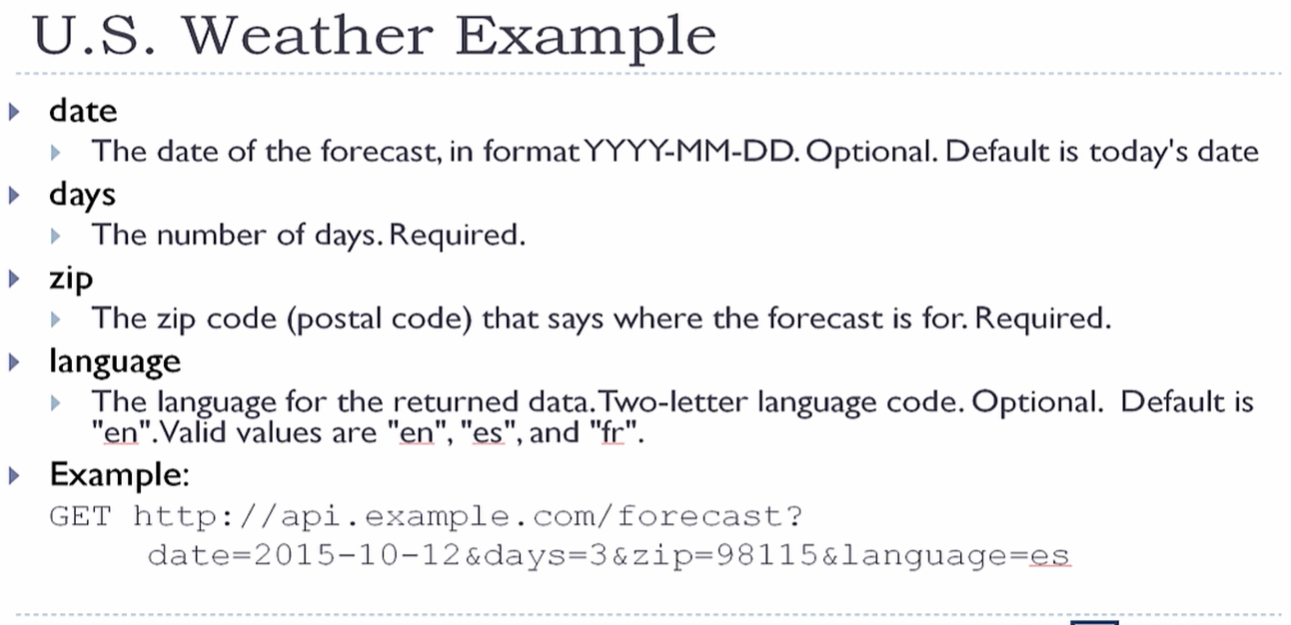 U.S. Weather Example
date
The date of the forecast, in format YYYY-MM-DD. Optional. Default is today's date
days
The number of days. Required.
zip
The zip code (postal code) that says where the forecast is for. Required.
language
The language for the returned data. Two-letter language code. Optional. Default is
"en". Valid values are "en", "es", and "fr".
Example:
GET http://api.example.com/forecast?
date=2015-10-12&days=3&zip=98115&language=es